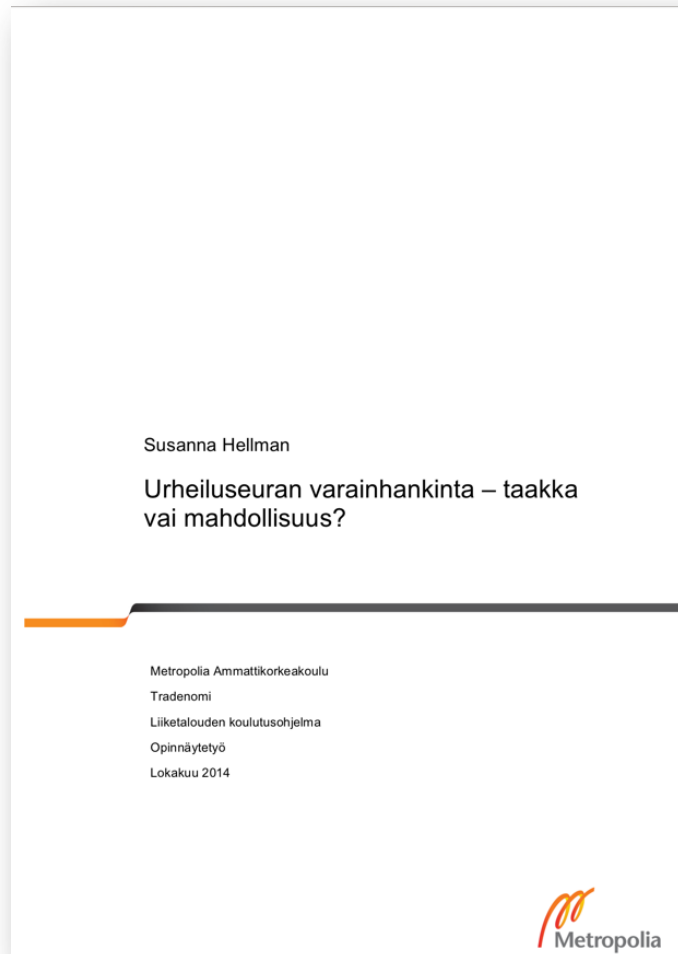 Susanna Hellman
Urheiluseuran varainhankinta – taakka
vai mahdollisuus?
Metropolia Ammattikorkeakoulu
Tradenomi
Liiketalouden koulutusohjelma
Opinnäytetyö
Lokakuu 2014
Metropolia